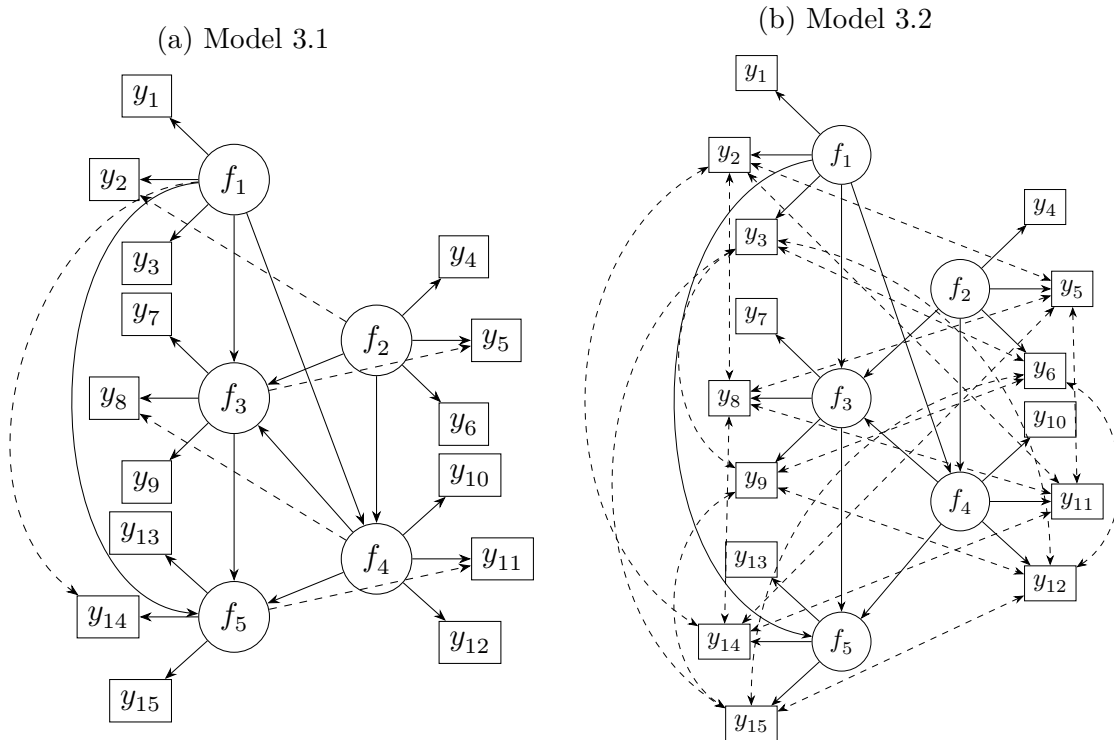 (a) Model 3.1
y₁
f₁
y₂
y₃
y₄
y₇
f₂
y₅
f₃
y₈
y₆
y₉
y₁₀
y₁₃
f₄
y₁₁
f₅
y₁₄
y₁₂
y₁₅
(b) Model 3.2
y₁
y₂
f₁
y₄
y₃
f₂
y₅
y₇
y₆
f₃
y₈
y₁₀
y₉
f₄
y₁₁
y₁₃
y₁₂
y₁₄
f₅
y₁₅